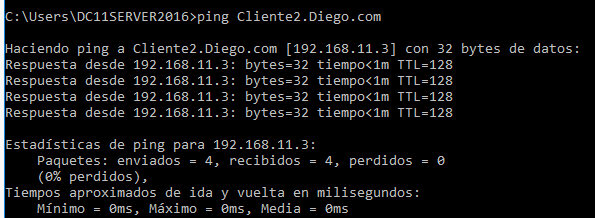 C:\Users\DC11SERVER2016>ping Cliente2.Diego.com
Haciendo ping a Cliente2.Diego.com [192.168.11.3] con 32 bytes de datos:
Respuesta desde 192.168.11.3: bytes=32 tiempo<1m TTL=128
Respuesta desde 192.168.11.3: bytes=32 tiempo<1m TTL=128
Respuesta desde 192.168.11.3: bytes=32 tiempo<1m TTL=128
Respuesta desde 192.168.11.3: bytes=32 tiempo<1m TTL=128
Estadísticas de ping para 192.168.11.3:
Paquetes: enviados = 4, recibidos = 4, perdidos = 0
(0% perdidos),
Tiempos aproximados de ida y vuelta en milisegundos:
Mínimo = 0ms, Máximo = 0ms, Media = 0ms